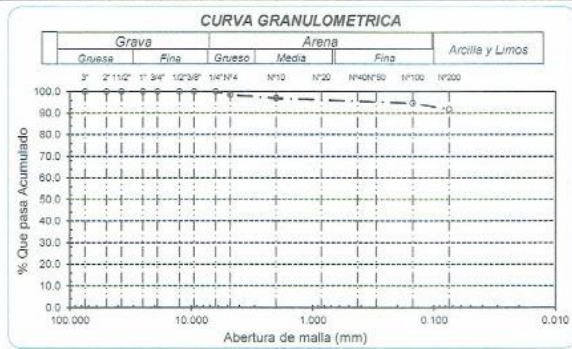 CURVA GRANULOMETRICA
Grava Arena Arcilla y Limos
Gruesa Fina Grueso Media Fina
3" 2" 1 1/2" 1" 3/4" 1/2" 3/8" 1/4" N°4 N°10 N°20 N°40 N°50 N°100 N°200
% Que pasa Acumulado
100.0
90.0
80.0
70.0
60.0
50.0
40.0
30.0
20.0
10.0
0.0
100.000 10.000 1.000 0.100 0.010
Abertura de malla (mm)